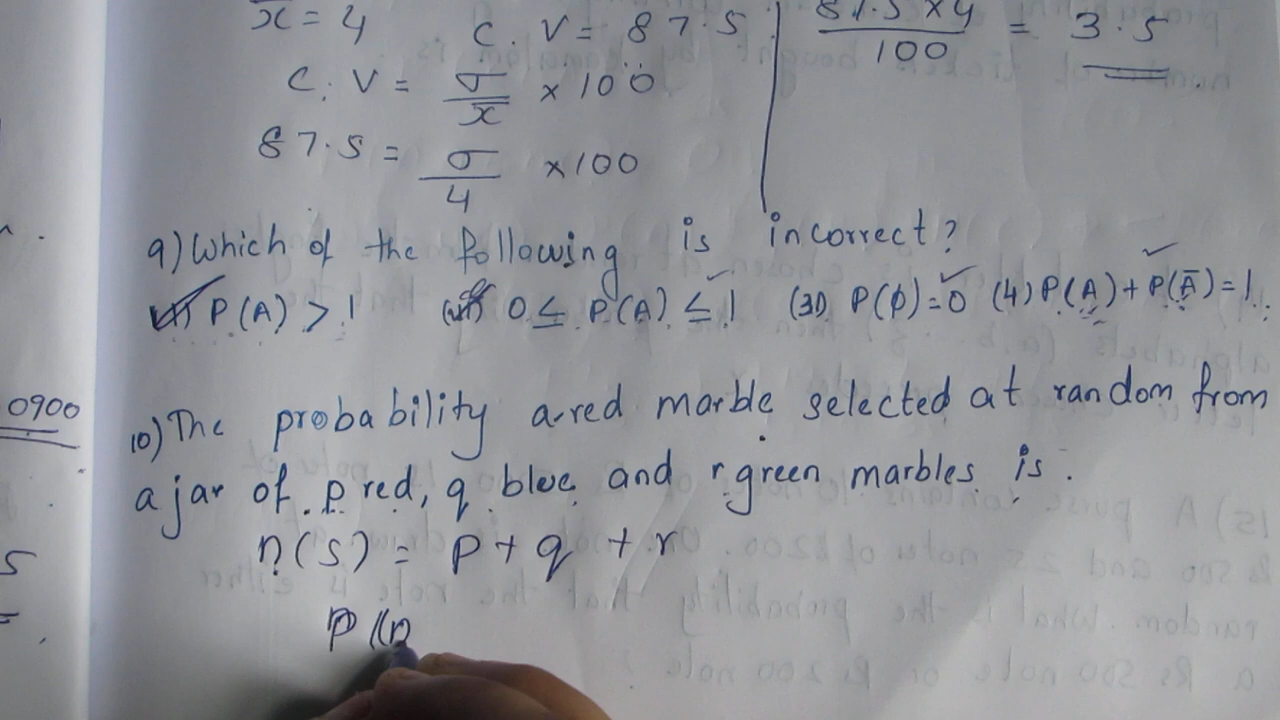 x̄ = 4 C. V = 87.5
87.5 x 4 / 100 = 3.5
C. V = σ / x̄ x 100
87.5 = σ / 4 x 100
9) Which of the following is incorrect?
P(A) > 1 0 ≤ P(A) ≤ 1 (3) P(ϕ) = 0 (4) P(A) + P(Ā) = 1
10) The probability a red marble selected at random from
a jar of p red, q blue and r green marbles is.
n(S) = p + q + r
P
0900
5